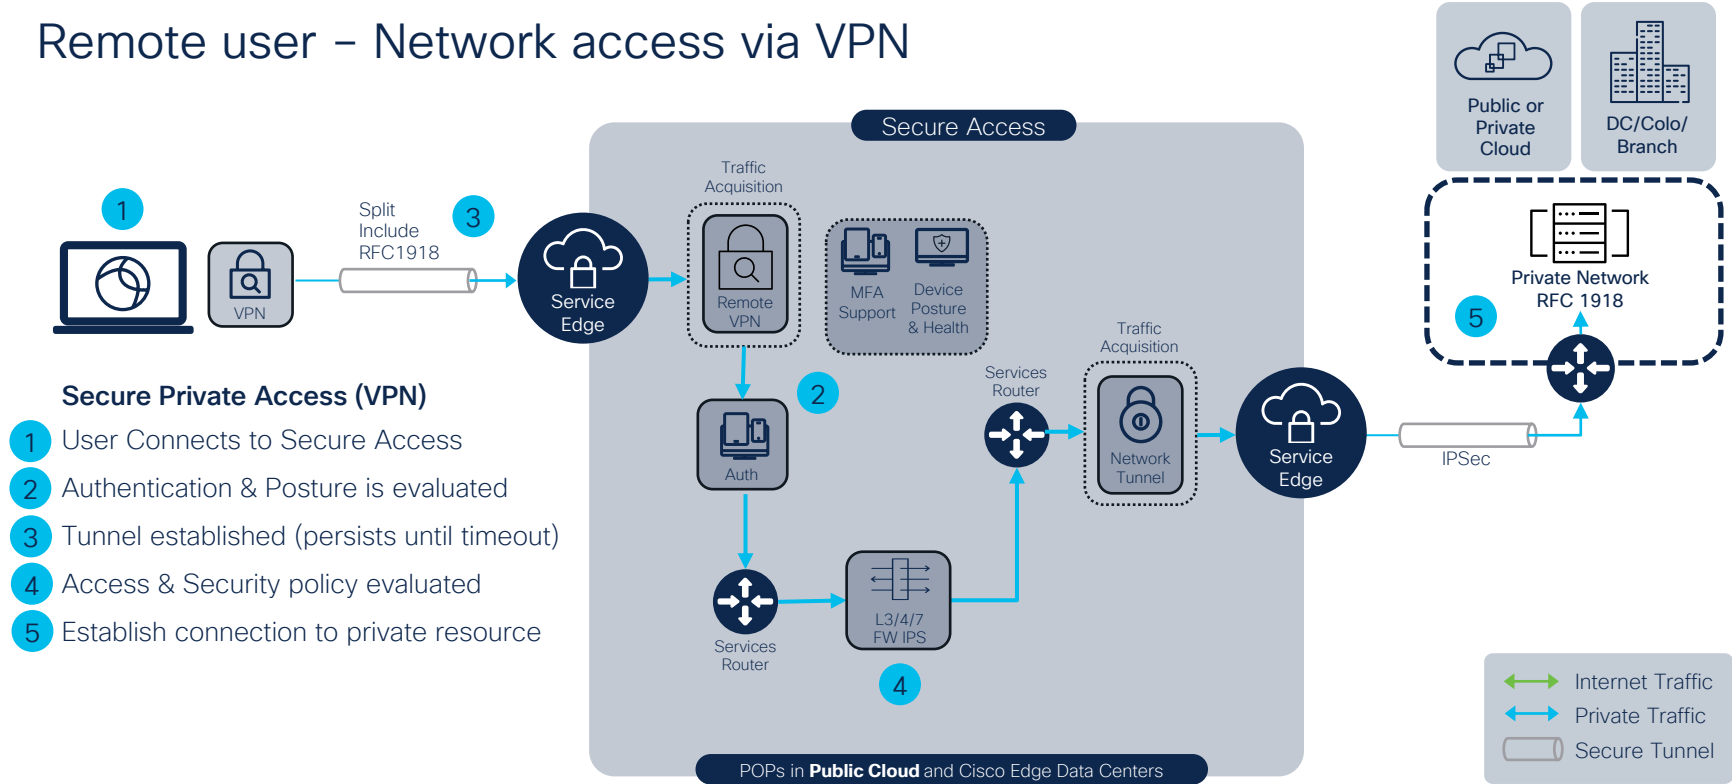 Remote user – Network access via VPN
Public or
Private
Cloud
DC/Colo/
Branch
Secure Access
1
VPN
Split
Include
RFC1918
3
Service
Edge
Traffic
Acquisition
Remote
VPN
MFA
Support
Device
Posture
& Health
2
Auth
Services
Router
L3/4/7
FW IPS
4
Services
Router
Traffic
Acquisition
Network
Tunnel
Service
Edge
IPSec
Private Network
RFC 1918
5
Secure Private Access (VPN)
1 User Connects to Secure Access
2 Authentication & Posture is evaluated
3 Tunnel established (persists until timeout)
4 Access & Security policy evaluated
5 Establish connection to private resource
Internet Traffic
Private Traffic
Secure Tunnel
POPs in Public Cloud and Cisco Edge Data Centers